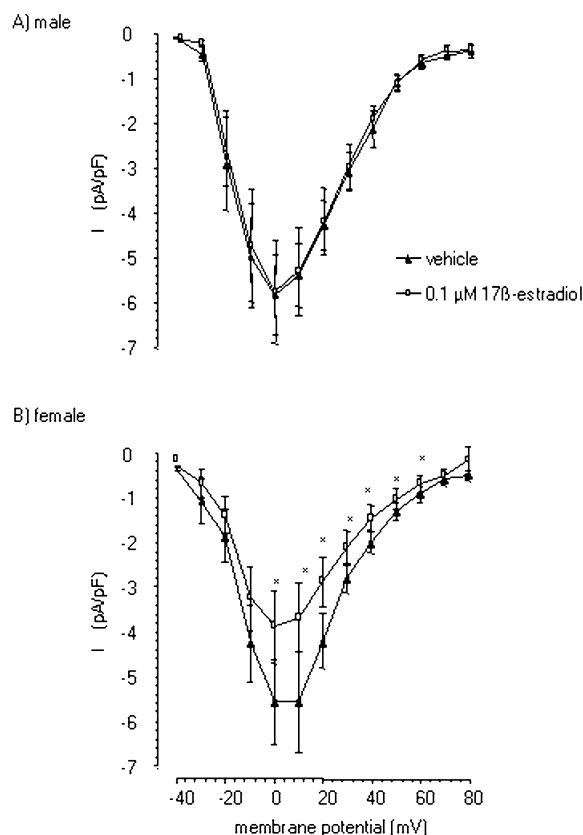 A) male
0
-1
-2
-3
-4
-5
-6
-7
I (pA/pF)
vehicle
0.1 µM 17ß-estradiol
B) female
0
-1
-2
-3
-4
-5
-6
-7
I (pA/pF)
× × × × × × ×
-40 -20 0 20 40 60 80
membrane potential [mV]